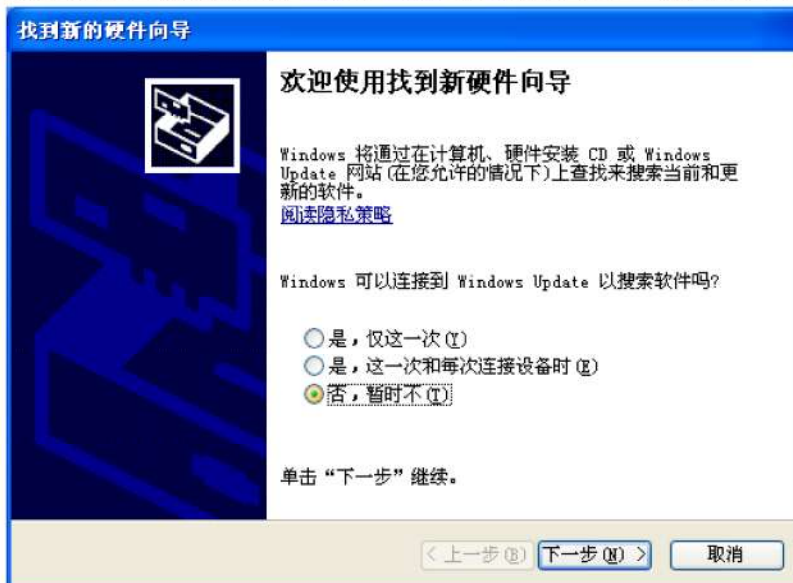 找到新的硬件向导
欢迎使用找到新硬件向导
Windows 将通过在计算机、硬件安装 CD 或 Windows
Update 网站(在您允许的情况下)上查找来搜索当前和更
新的软件。
阅读隐私策略
Windows 可以连接到 Windows Update 以搜索软件吗?
是，仅这一次(Y)
是，这一次和每次连接设备时(E)
否，暂时不(T)
单击“下一步”继续。
< 上一步(B) 下一步(N) > 取消